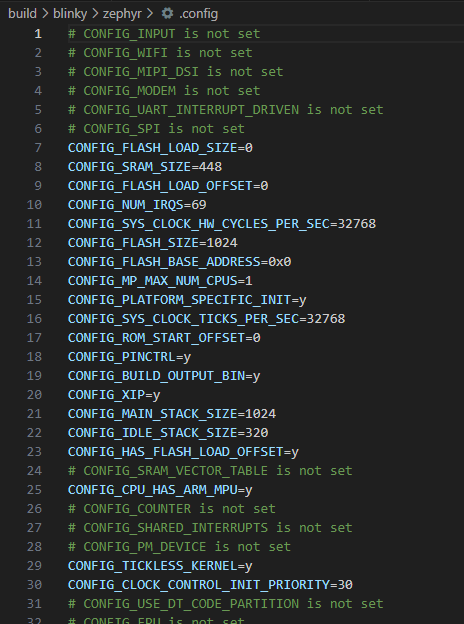 build > blinky > zephyr > .config
1 # CONFIG_INPUT is not set
2 # CONFIG_WIFI is not set
3 # CONFIG_MIPI_DSI is not set
4 # CONFIG_MODEM is not set
5 # CONFIG_UART_INTERRUPT_DRIVEN is not set
6 # CONFIG_SPI is not set
7 CONFIG_FLASH_LOAD_SIZE=0
8 CONFIG_SRAM_SIZE=448
9 CONFIG_FLASH_LOAD_OFFSET=0
10 CONFIG_NUM_IRQS=69
11 CONFIG_SYS_CLOCK_HW_CYCLES_PER_SEC=32768
12 CONFIG_FLASH_SIZE=1024
13 CONFIG_FLASH_BASE_ADDRESS=0x0
14 CONFIG_MP_MAX_NUM_CPUS=1
15 CONFIG_PLATFORM_SPECIFIC_INIT=y
16 CONFIG_SYS_CLOCK_TICKS_PER_SEC=32768
17 CONFIG_ROM_START_OFFSET=0
18 CONFIG_PINCTRL=y
19 CONFIG_BUILD_OUTPUT_BIN=y
20 CONFIG_XIP=y
21 CONFIG_MAIN_STACK_SIZE=1024
22 CONFIG_IDLE_STACK_SIZE=320
23 CONFIG_HAS_FLASH_LOAD_OFFSET=y
24 # CONFIG_SRAM_VECTOR_TABLE is not set
25 CONFIG_CPU_HAS_ARM_MPU=y
26 # CONFIG_COUNTER is not set
27 # CONFIG_SHARED_INTERRUPTS is not set
28 # CONFIG_PM_DEVICE is not set
29 CONFIG_TICKLESS_KERNEL=y
30 CONFIG_CLOCK_CONTROL_INIT_PRIORITY=30
31 # CONFIG_USE_DT_CODE_PARTITION is not set
32 # CONFIG_FPU is not set